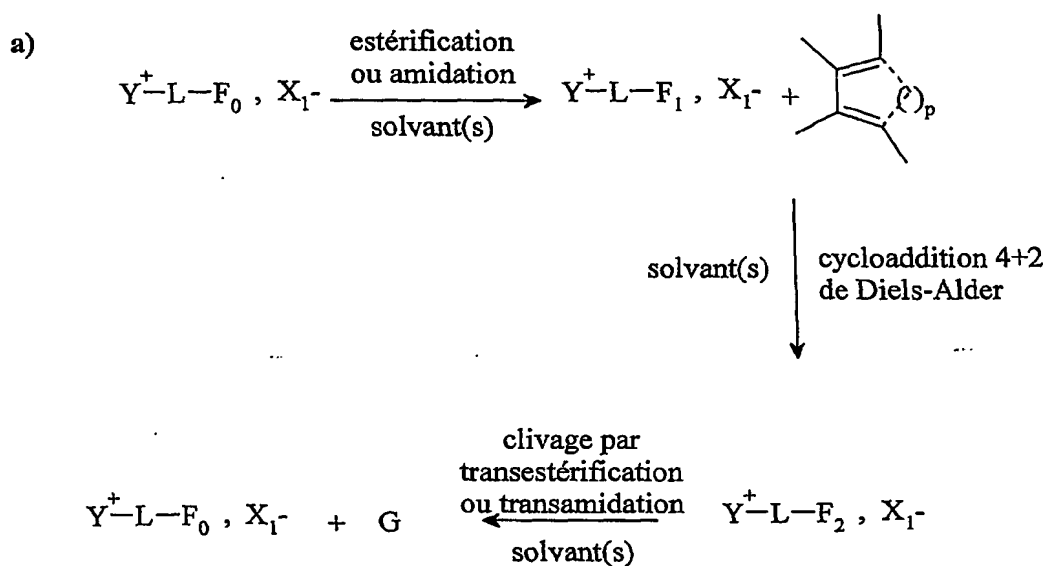 a)
estérification
ou amidation
Y+–L–F0 , X1- solvant(s) Y+–L–F1 , X1- + ( )p
solvant(s) cycloaddition 4+2
de Diels-Alder
clivage par
transestérification
ou transamidation
Y+–L–F0 , X1- + G solvant(s) Y+–L–F2 , X1-